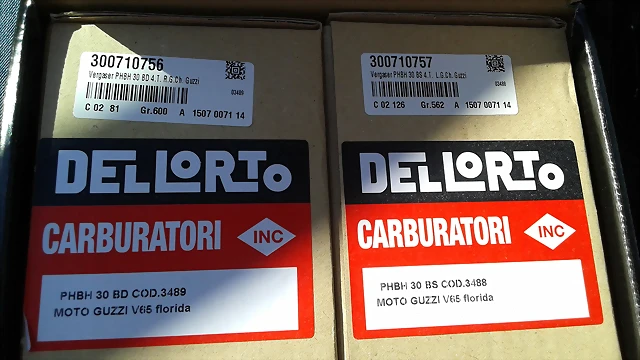 300710756
Vergaser PHBH 30 BD 4.T. R.G.Ch. Guzzi
03489
C 02 81 Gr.600 A 1507 0071 14
DELLORTO
CARBURATORI INC
PHBH 30 BD COD.3489
MOTO GUZZI V65 florida
300710757
Vergaser PHBH 30 BS 4.T. L.G.Ch. Guzzi
03488
C 02 126 Gr.562 A 1507 0071 14
DELLORTO
CARBURATORI INC
PHBH 30 BS COD.3488
MOTO GUZZI V65 florida